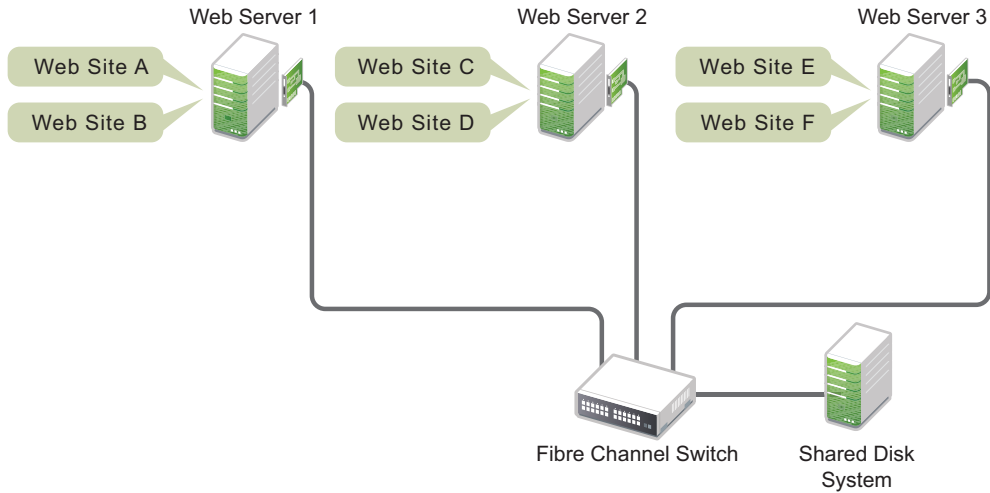 Web Server 1
Web Server 2
Web Server 3
Web Site A
Web Site B
Web Site C
Web Site D
Web Site E
Web Site F
Fibre Channel Switch
Shared Disk
System